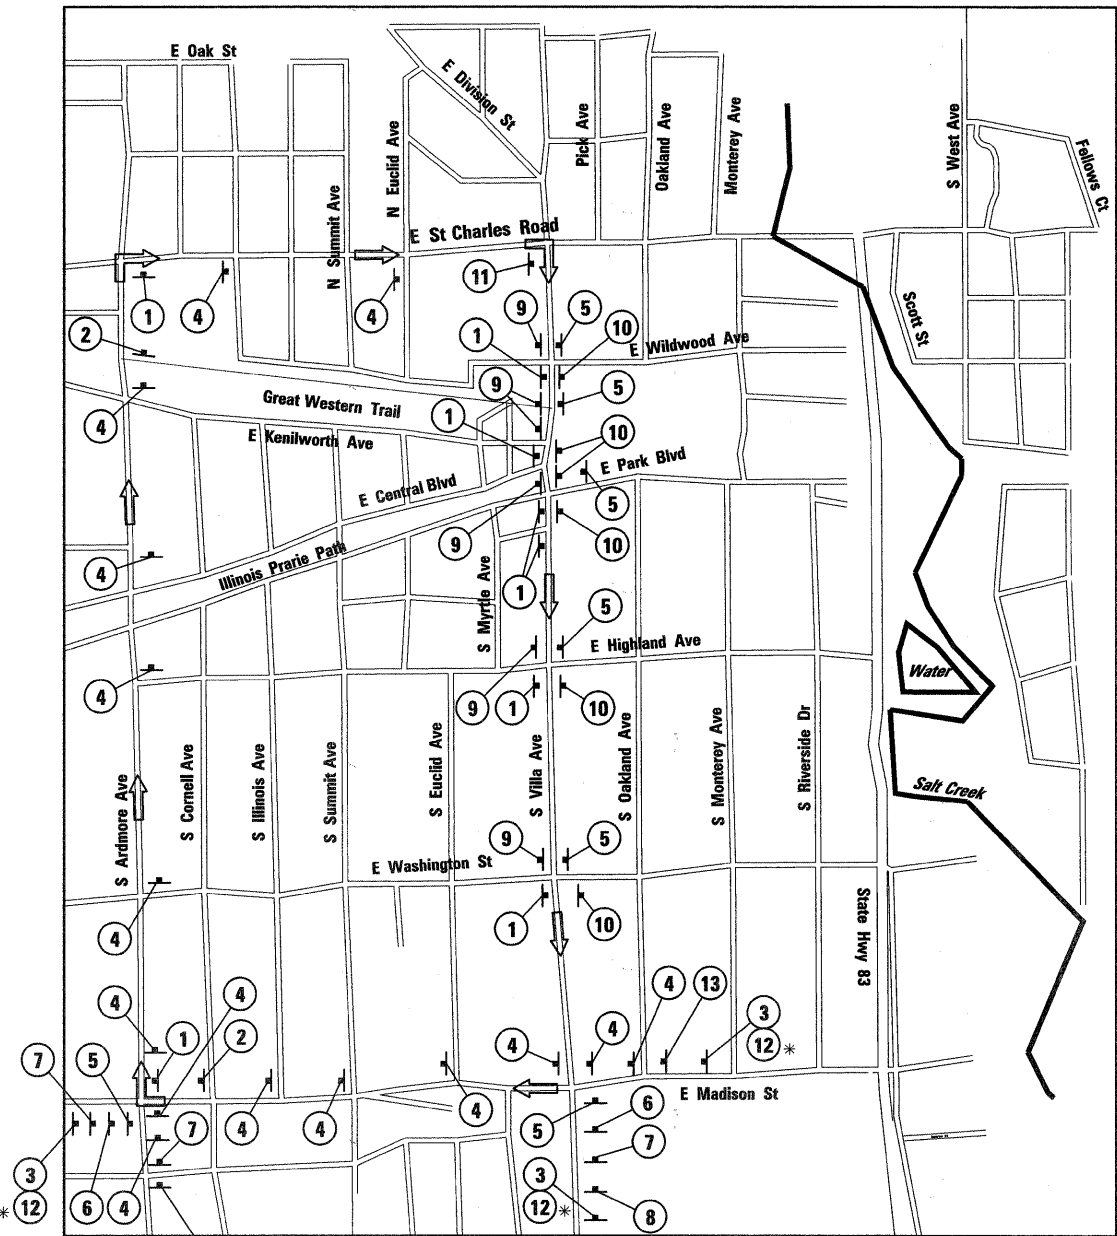 E Oak St
E Division St
Pick Ave
Oakland Ave
Monterey Ave
S West Ave
Fellows Ct
N Euclid Ave
N Summit Ave
E St Charles Road
11
1
4
4
9
5
10
2
1
E Wildwood Ave
Scott St
9
5
Great Western Trail
4
1
10
E Kenilworth Ave
E Park Blvd
E Central Blvd
5
9
10
4
Illinois Prarie Path
1
S Myrtle Ave
5
E Highland Ave
4
9
1
10
Water
S Ardmore Ave
S Cornell Ave
S Illinois Ave
S Summit Ave
S Euclid Ave
S Villa Ave
S Oakland Ave
S Monterey Ave
S Riverside Dr
Salt Creek
9
5
E Washington St
4
1
10
State Hwy 83
4
4
1
2
4
4
4
13
3
12 *
7
5
E Madison St
4
4
4
5
6
7
7
3
* 12
6
4
3
12 *
8